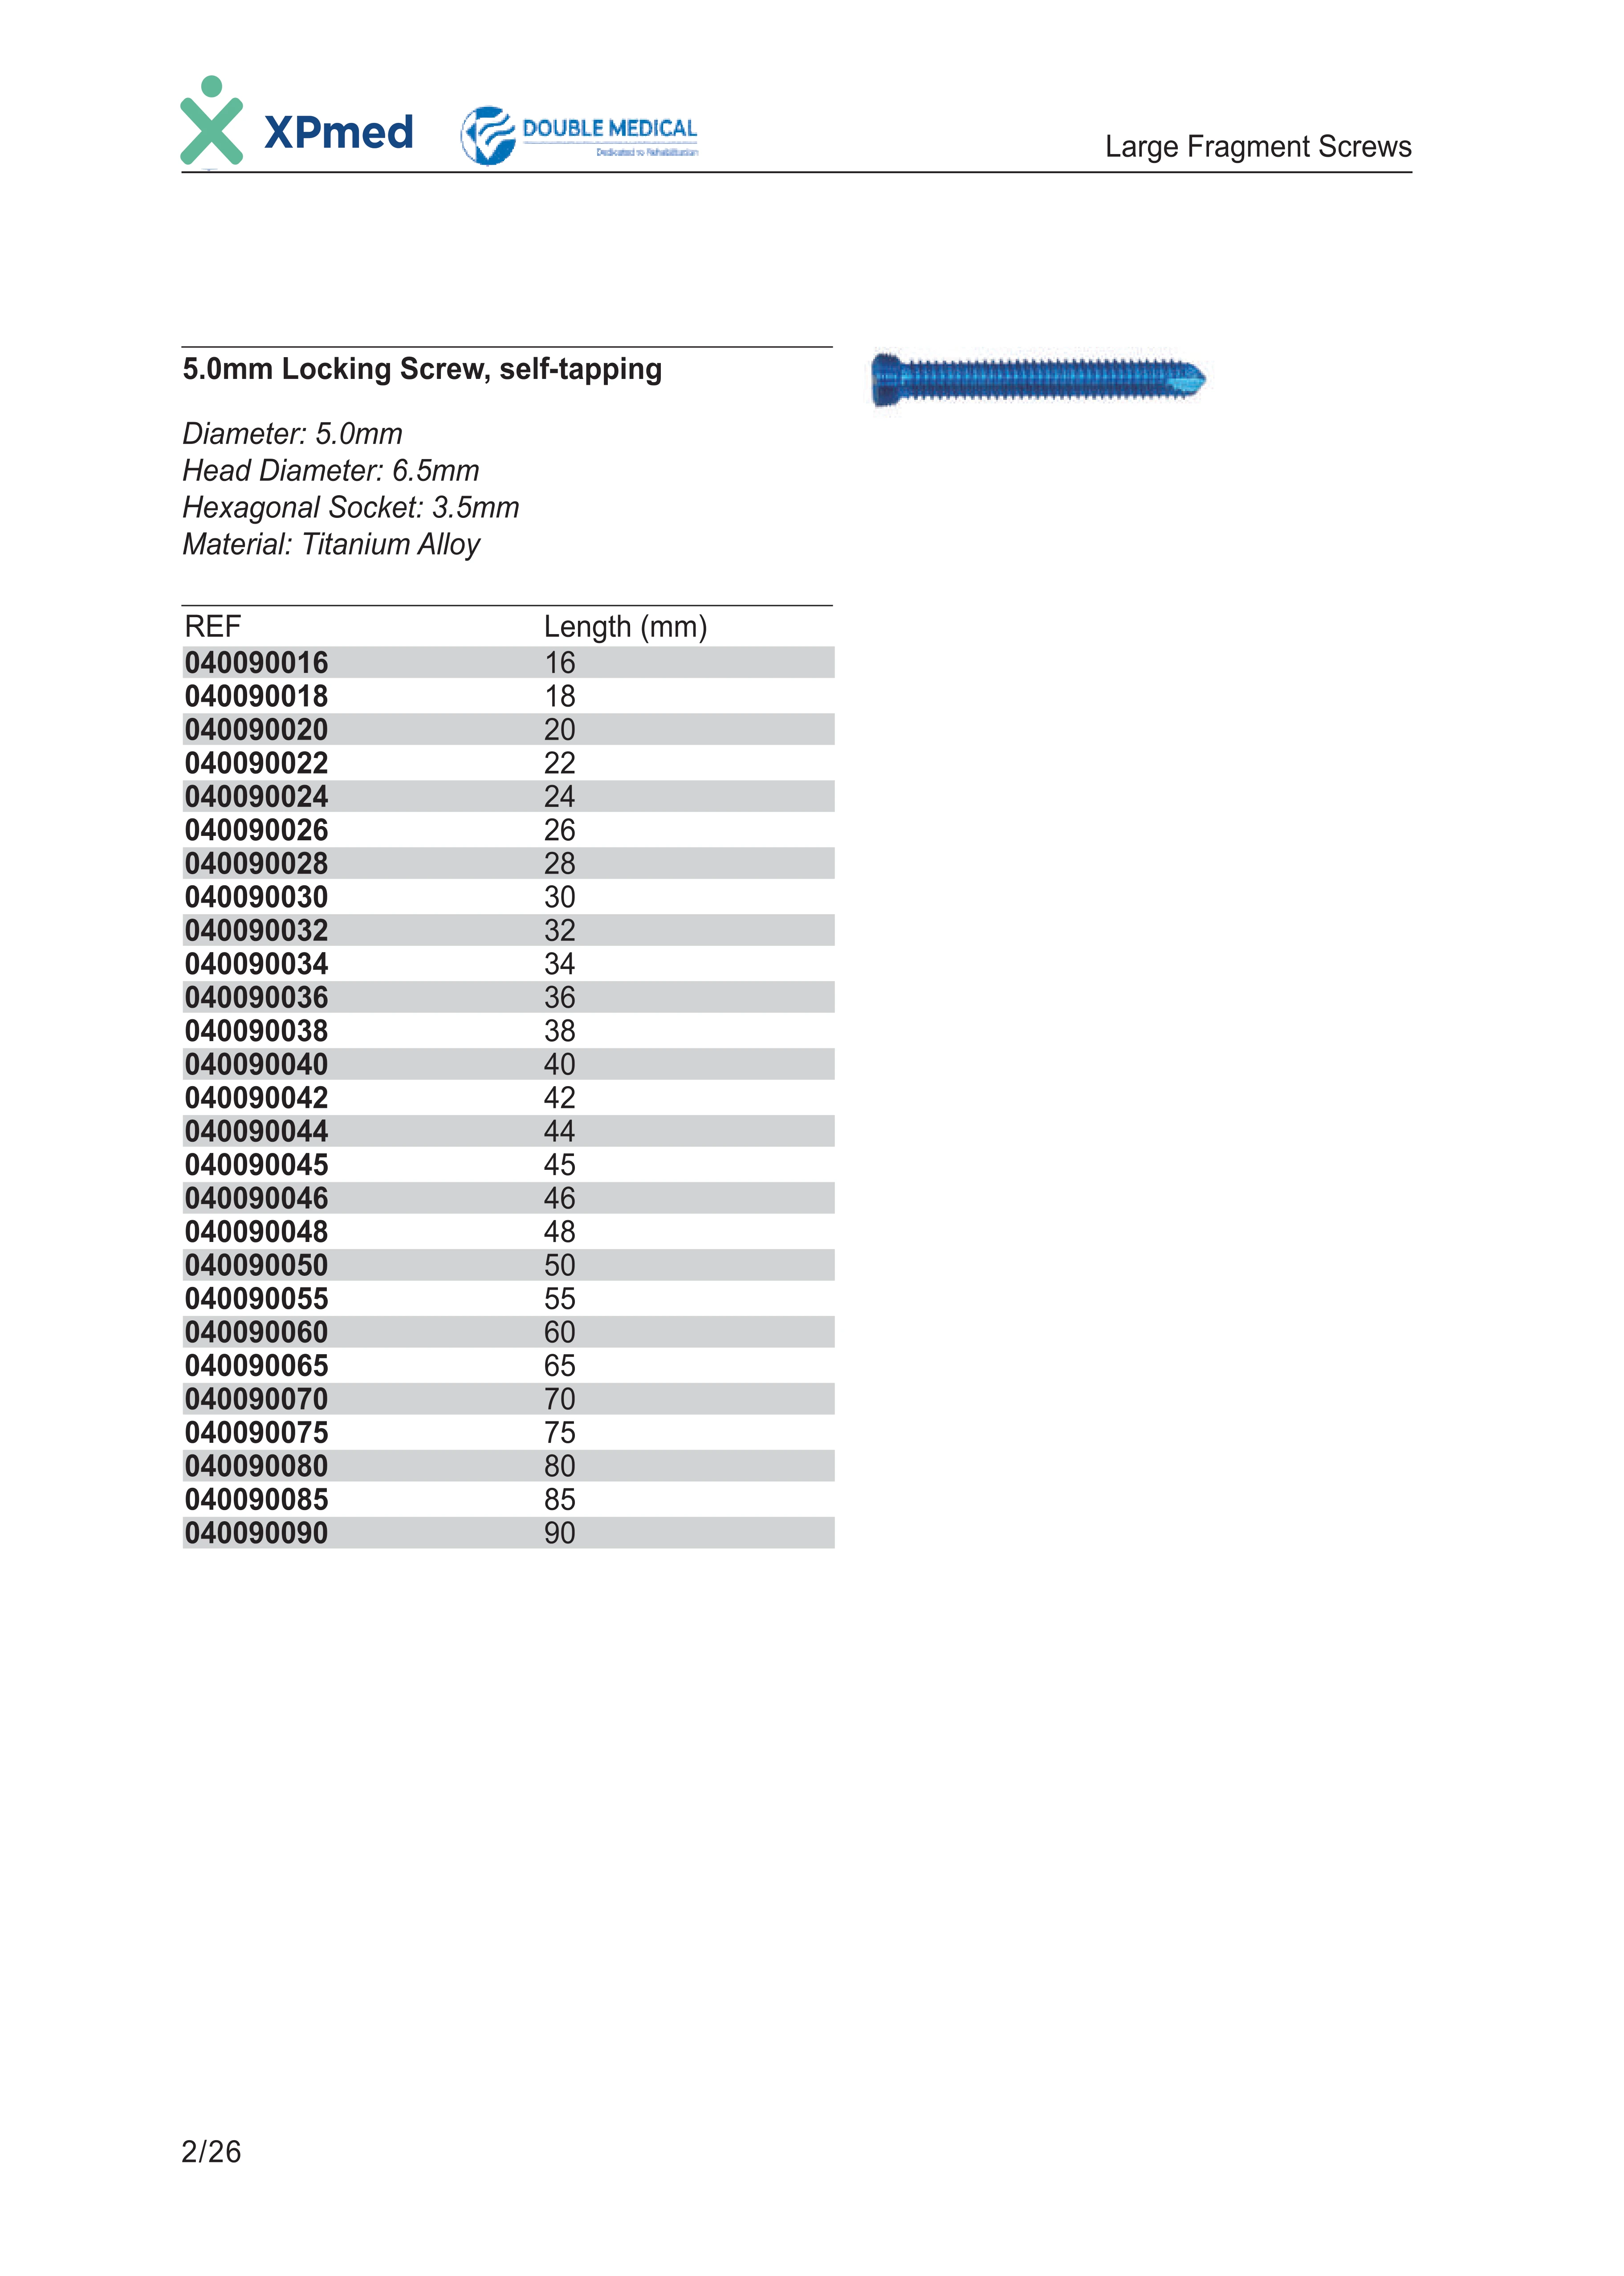 XPmed
DOUBLE MEDICAL
Dedicated to Rehabilitation
Large Fragment Screws
5.0mm Locking Screw, self-tapping
Diameter: 5.0mm
Head Diameter: 6.5mm
Hexagonal Socket: 3.5mm
Material: Titanium Alloy
REF Length (mm)
040090016 16
040090018 18
040090020 20
040090022 22
040090024 24
040090026 26
040090028 28
040090030 30
040090032 32
040090034 34
040090036 36
040090038 38
040090040 40
040090042 42
040090044 44
040090045 45
040090046 46
040090048 48
040090050 50
040090055 55
040090060 60
040090065 65
040090070 70
040090075 75
040090080 80
040090085 85
040090090 90
2/26